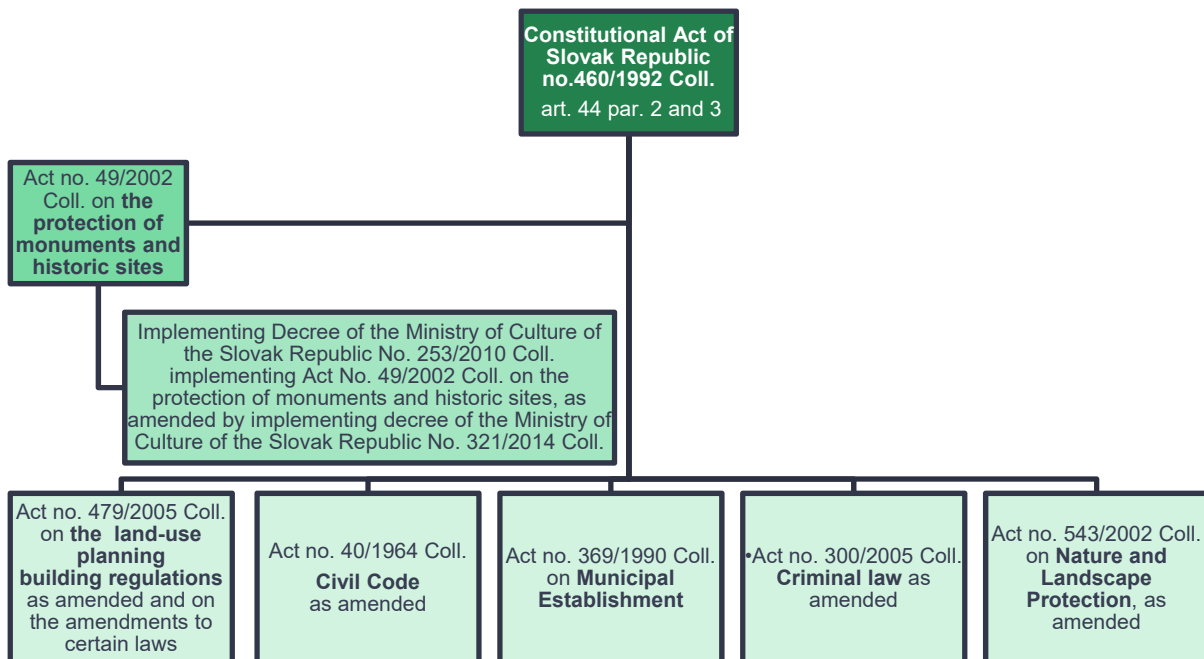 Constitutional Act of
Slovak Republic
no.460/1992 Coll.
art. 44 par. 2 and 3
Act no. 49/2002
Coll. on the
protection of
monuments and
historic sites
Implementing Decree of the Ministry of Culture of
the Slovak Republic No. 253/2010 Coll.
implementing Act No. 49/2002 Coll. on the
protection of monuments and historic sites, as
amended by implementing decree of the Ministry of
Culture of the Slovak Republic No. 321/2014 Coll.
Act no. 479/2005 Coll.
on the land-use
planning
building regulations
as amended and on
the amendments to
certain laws
Act no. 40/1964 Coll.
Civil Code
as amended
Act no. 369/1990 Coll.
on Municipal
Establishment
•Act no. 300/2005 Coll.
Criminal law as
amended
Act no. 543/2002 Coll.
on Nature and
Landscape
Protection, as
amended